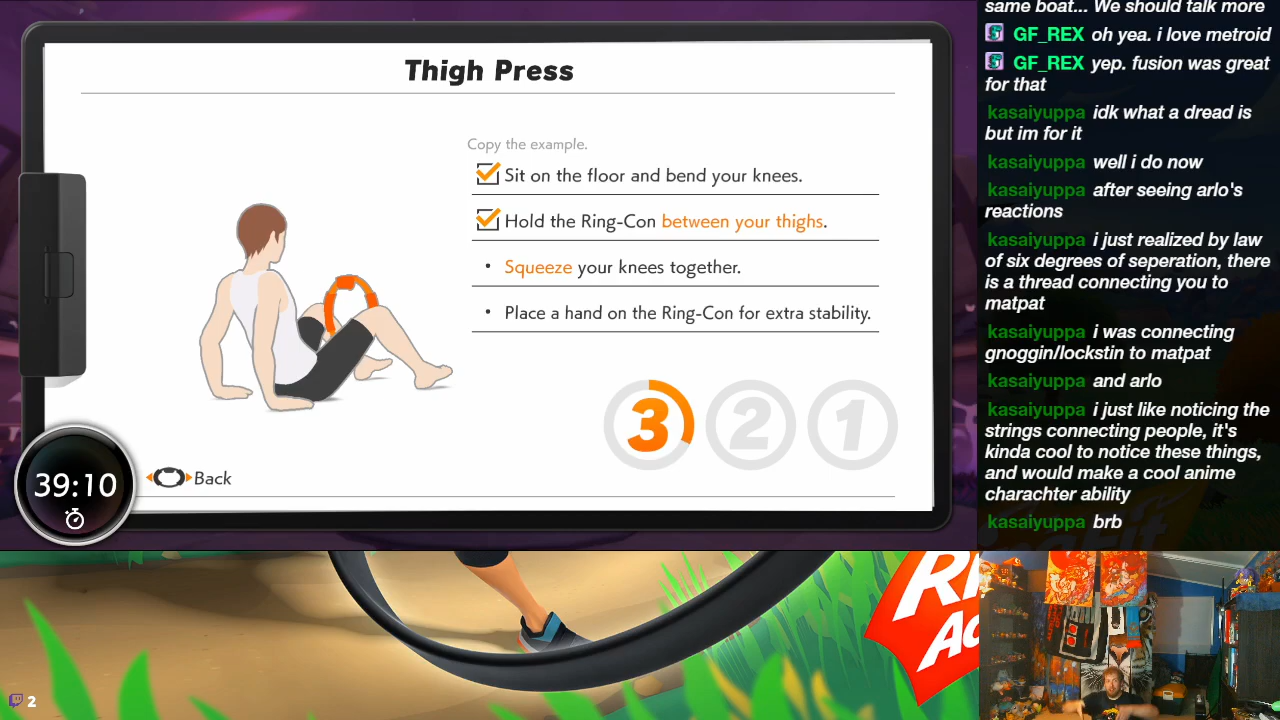 Thigh Press
Copy the example.
Sit on the floor and bend your knees.
Hold the Ring-Con between your thighs.
• Squeeze your knees together.
• Place a hand on the Ring-Con for extra stability.
3 2 1
39:10
Back
same boat... We should talk more
GF_REX oh yea. i love metroid
GF_REX yep. fusion was great
for that
kasaiyuppa idk what a dread is
but im for it
kasaiyuppa well i do now
kasaiyuppa after seeing arlo's
reactions
kasaiyuppa i just realized by law
of six degrees of seperation, there
is a thread connecting you to
matpat
kasaiyuppa i was connecting
gnoggin/lockstin to matpat
kasaiyuppa and arlo
kasaiyuppa i just like noticing the
strings connecting people, it's
kinda cool to notice these things,
and would make a cool anime
charachter ability
kasaiyuppa brb
2